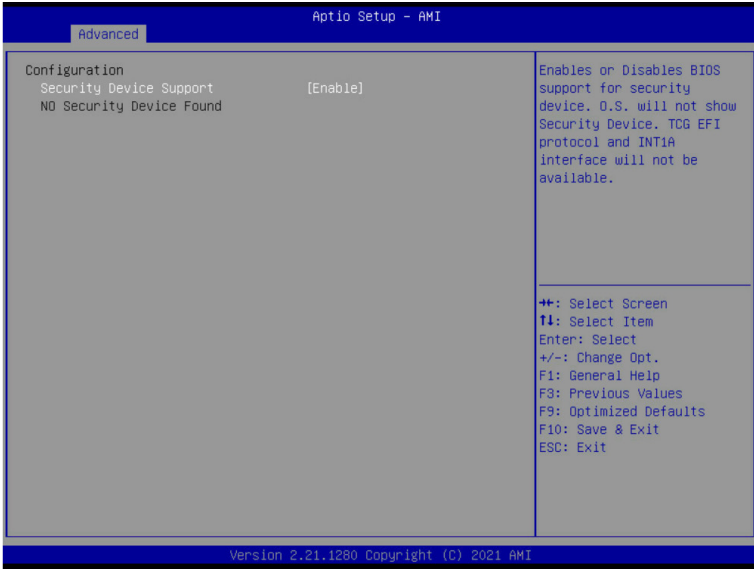 Aptio Setup – AMI
Advanced
Configuration
Security Device Support [Enable]
NO Security Device Found
Enables or Disables BIOS
support for security
device. O.S. will not show
Security Device. TCG EFI
protocol and INT1A
interface will not be
available.
→←: Select Screen
↑↓: Select Item
Enter: Select
+/-: Change Opt.
F1: General Help
F3: Previous Values
F9: Optimized Defaults
F10: Save & Exit
ESC: Exit
Version 2.21.1280 Copyright (C) 2021 AMI